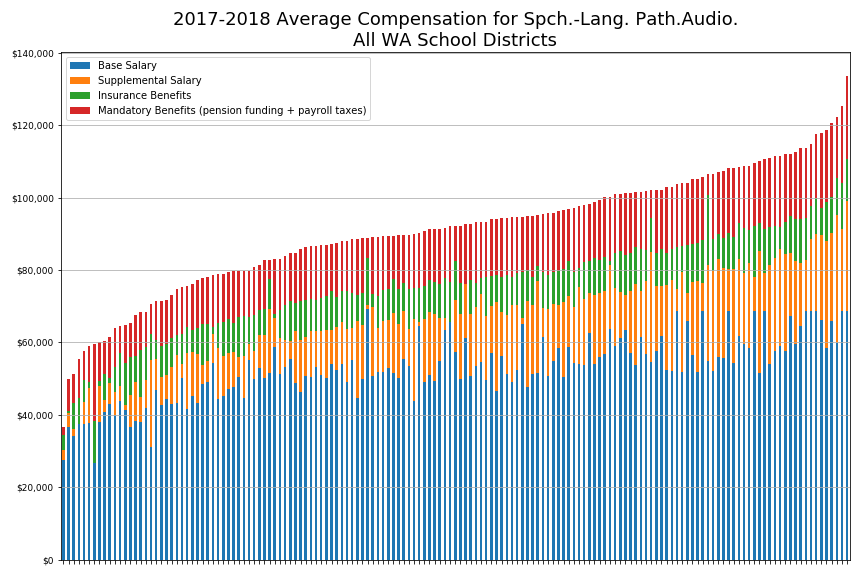 2017-2018 Average Compensation for Spch.-Lang. Path.Audio.
All WA School Districts
$140,000
$120,000
$100,000
$80,000
$60,000
$40,000
$20,000
$0
Base Salary
Supplemental Salary
Insurance Benefits
Mandatory Benefits (pension funding + payroll taxes)